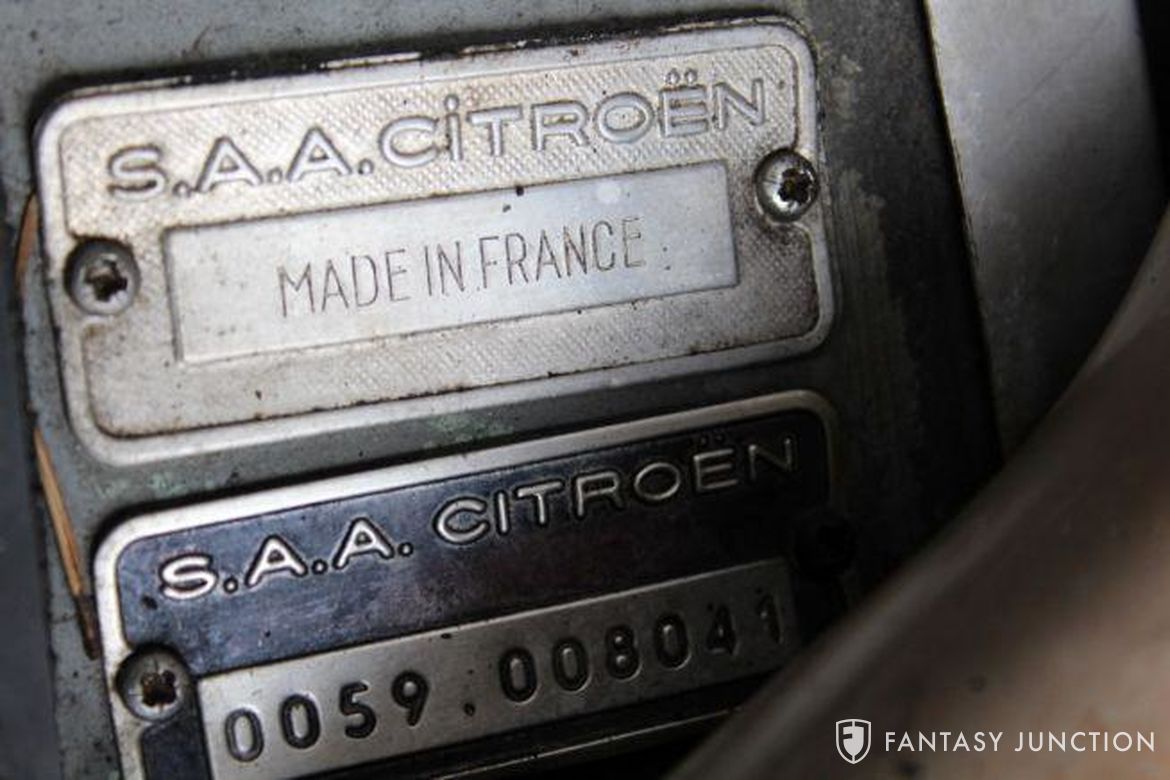 S.A.A. CiTROËN
MADE IN FRANCE
S.A.A. CITROËN
0059.008041
FANTASY JUNCTION